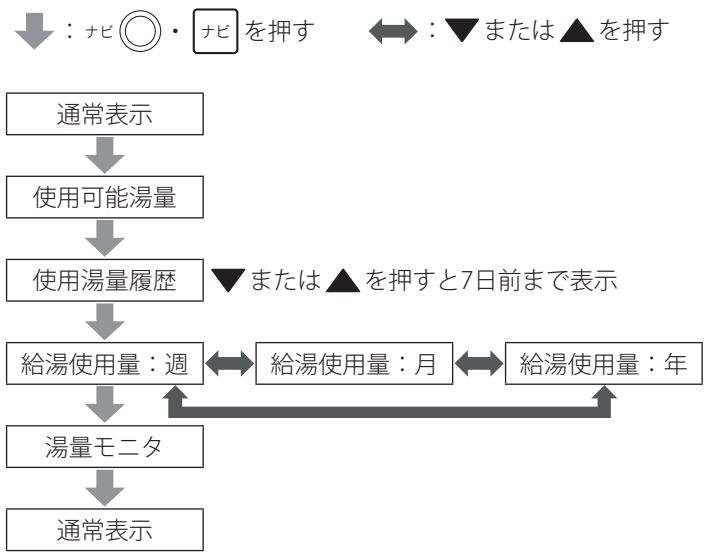 ：ナビ・ナビを押す　：▼または▲を押す
通常表示
使用可能湯量
使用湯量履歴　▼または▲を押すと7日前まで表示
給湯使用量：週　給湯使用量：月　給湯使用量：年
湯量モニタ
通常表示